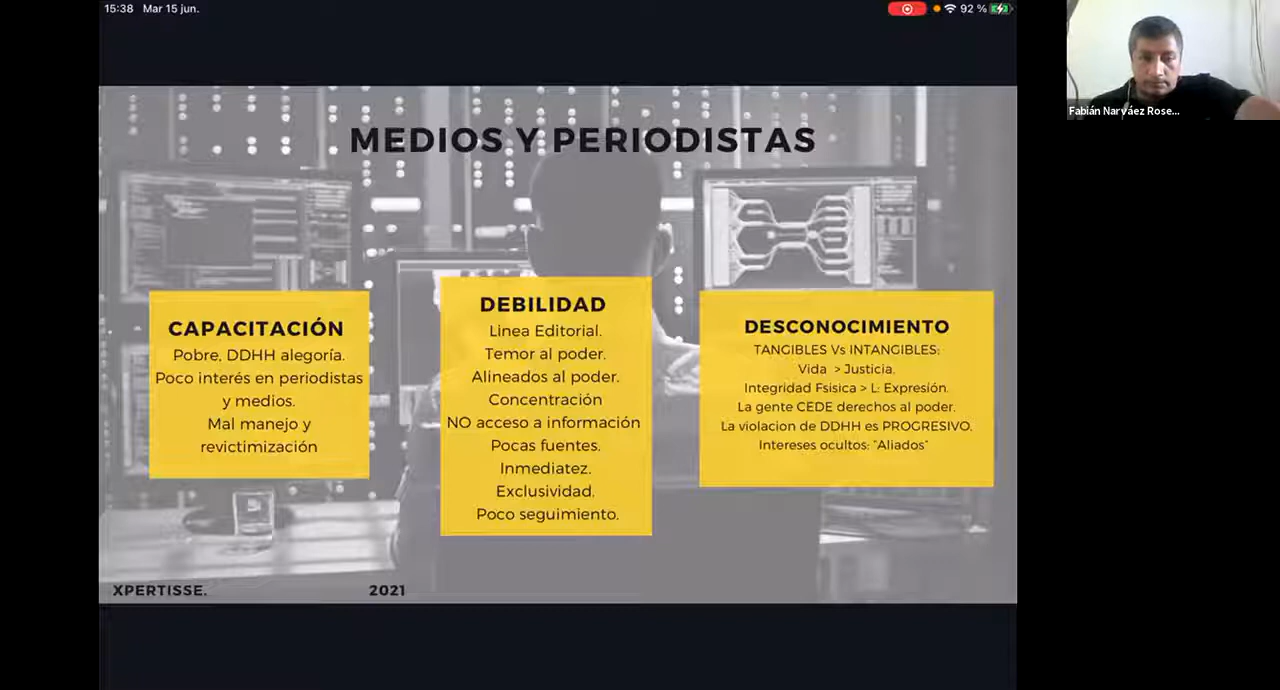 15:38 Mar 15 jun.
92 %
Fabián Narváez Rose...
MEDIOS Y PERIODISTAS
CAPACITACIÓN
Pobre, DDHH alegoría.
Poco interés en periodistas
y medios.
Mal manejo y
revictimización
DEBILIDAD
Linea Editorial.
Temor al poder.
Alineados al poder.
Concentración
NO acceso a información
Pocas fuentes.
Inmediatez.
Exclusividad.
Poco seguimiento.
DESCONOCIMIENTO
TANGIBLES Vs INTANGIBLES:
Vida > Justicia.
Integridad Fsisica > L: Expresión.
La gente CEDE derechos al poder.
La violacion de DDHH es PROGRESIVO.
Intereses ocultos: "Aliados"
XPERTISSE. 2021